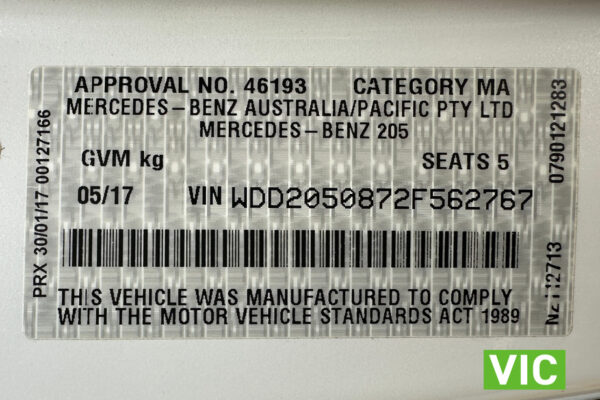 APPROVAL NO. 46193 CATEGORY MA
MERCEDES-BENZ AUSTRALIA/PACIFIC PTY LTD
MERCEDES-BENZ 205
GVM kg SEATS 5
05/17 VIN WDD2050872F562767
THIS VEHICLE WAS MANUFACTURED TO COMPLY
WITH THE MOTOR VEHICLE STANDARDS ACT 1989
PRX 30/01/17 00127166
0790121283
VIC